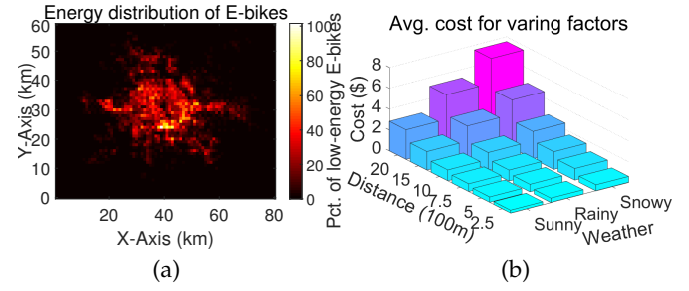 Energy distribution of E-bikes
60
50
40
30
20
10
0
Y-Axis (km)
20
40
60
80
X-Axis (km)
100
80
60
40
20
0
Pct. of low-energy E-bikes
(a)
Avg. cost for varing factors
8
6
4
2
0
Cost ($)
20
15
10
7.5
5
2.5
Distance (100m)
Sunny
Rainy
Snowy
Weather
(b)